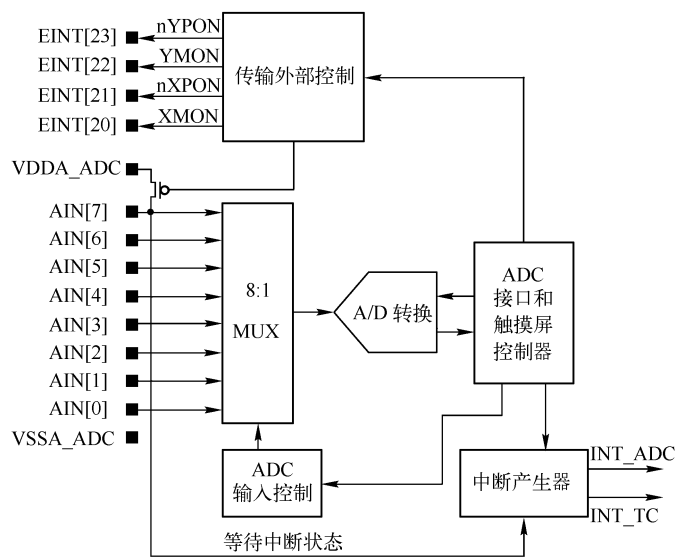 EINT[23]
nYPON
EINT[22]
YMON
EINT[21]
nXPON
EINT[20]
XMON
传输外部控制
VDDA_ADC
AIN[7]
AIN[6]
AIN[5]
AIN[4]
AIN[3]
AIN[2]
AIN[1]
AIN[0]
VSSA_ADC
8:1
MUX
A/D 转换
ADC
接口和
触摸屏
控制器
ADC
输入控制
中断产生器
INT_ADC
INT_TC
等待中断状态